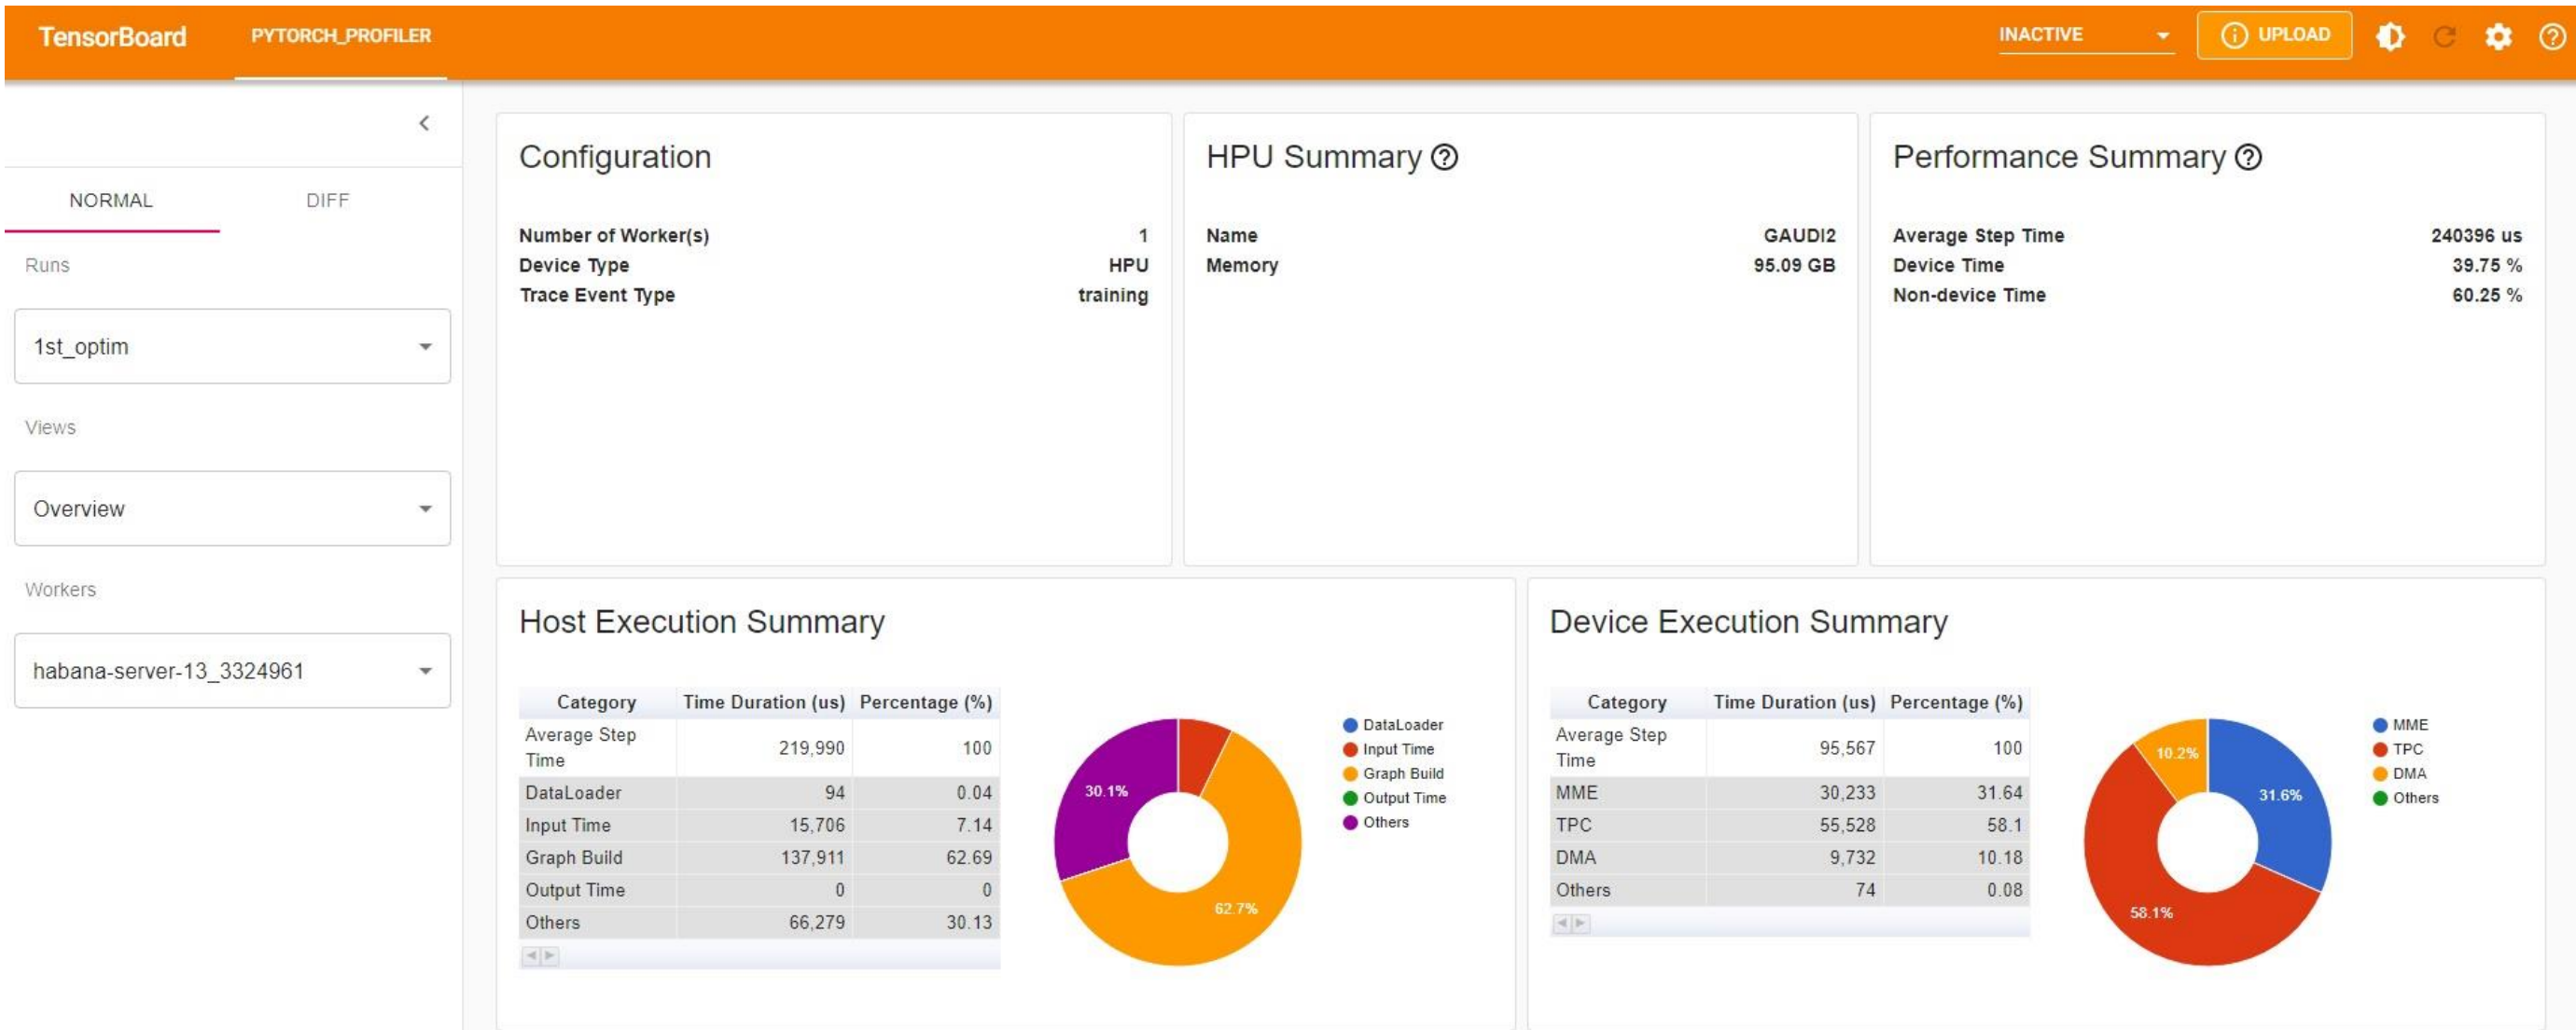 TensorBoard PYTORCH_PROFILER INACTIVE UPLOAD
NORMAL DIFF
Runs
1st_optim
Views
Overview
Workers
habana-server-13_3324961
Configuration
Number of Worker(s) 1
Device Type HPU
Trace Event Type training
HPU Summary
Name GAUDI2
Memory 95.09 GB
Performance Summary
Average Step Time 240396 us
Device Time 39.75 %
Non-device Time 60.25 %
Host Execution Summary
Category Time Duration (us) Percentage (%)
Average Step Time 219,990 100
DataLoader 94 0.04
Input Time 15,706 7.14
Graph Build 137,911 62.69
Output Time 0 0
Others 66,279 30.13
30.1%
62.7%
DataLoader
Input Time
Graph Build
Output Time
Others
Device Execution Summary
Category Time Duration (us) Percentage (%)
Average Step Time 95,567 100
MME 30,233 31.64
TPC 55,528 58.1
DMA 9,732 10.18
Others 74 0.08
10.2%
31.6%
58.1%
MME
TPC
DMA
Others